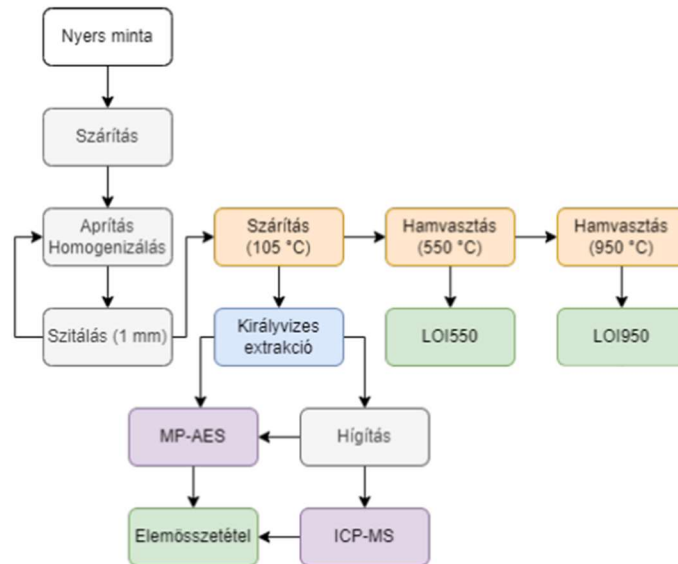 Nyers minta
Szárítás
Aprítás
Homogenizálás
Szitálás (1 mm)
Szárítás
(105 °C)
Hamvasztás
(550 °C)
Hamvasztás
(950 °C)
Királyvizes
extrakció
LOI550
LOI950
MP-AES
Hígítás
Elemösszetétel
ICP-MS